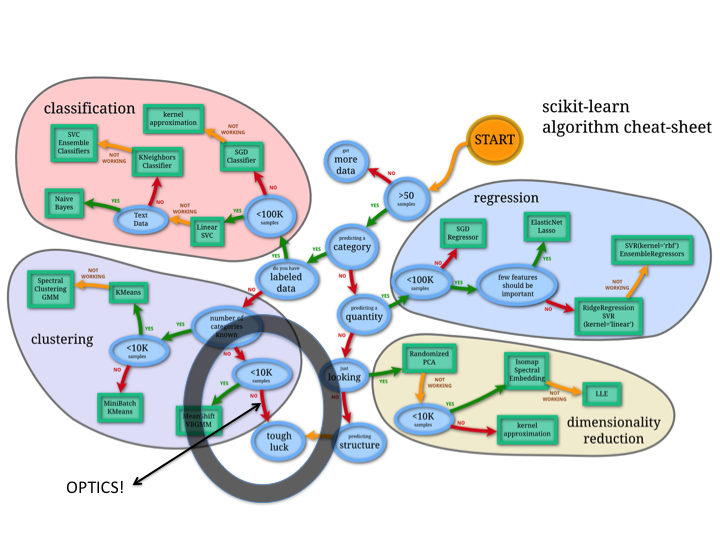 scikit-learn
algorithm cheat-sheet
START
get
more
data
NO
>50
samples
YES
classification
kernel
approximation
NOT
WORKING
SVC
Ensemble
Classifiers
NOT
WORKING
KNeighbors
Classifier
SGD
Classifier
NO
NO
Naive
Bayes
YES
Text
Data
NOT
WORKING
Linear
SVC
YES
<100K
samples
YES
predicting a
category
YES
do you have
labeled
data
NO
NO
predicting a
quantity
YES
NO
regression
SGD
Regressor
ElasticNet
Lasso
SVR(kernel='rbf')
EnsembleRegressors
NO
YES
NOT
WORKING
<100K
samples
YES
few features
should be
important
NO
RidgeRegression
SVR
(kernel='linear')
clustering
Spectral
Clustering
GMM
NOT
WORKING
KMeans
YES
number of
categories
known
YES
NO
<10K
samples
NO
MiniBatch
KMeans
<10K
samples
YES
NO
MeanShift
VBGMM
tough
luck
just
looking
YES
NO
predicting
structure
Randomized
PCA
NOT
WORKING
<10K
samples
YES
NO
Isomap
Spectral
Embedding
NOT
WORKING
LLE
kernel
approximation
dimensionality
reduction
OPTICS!